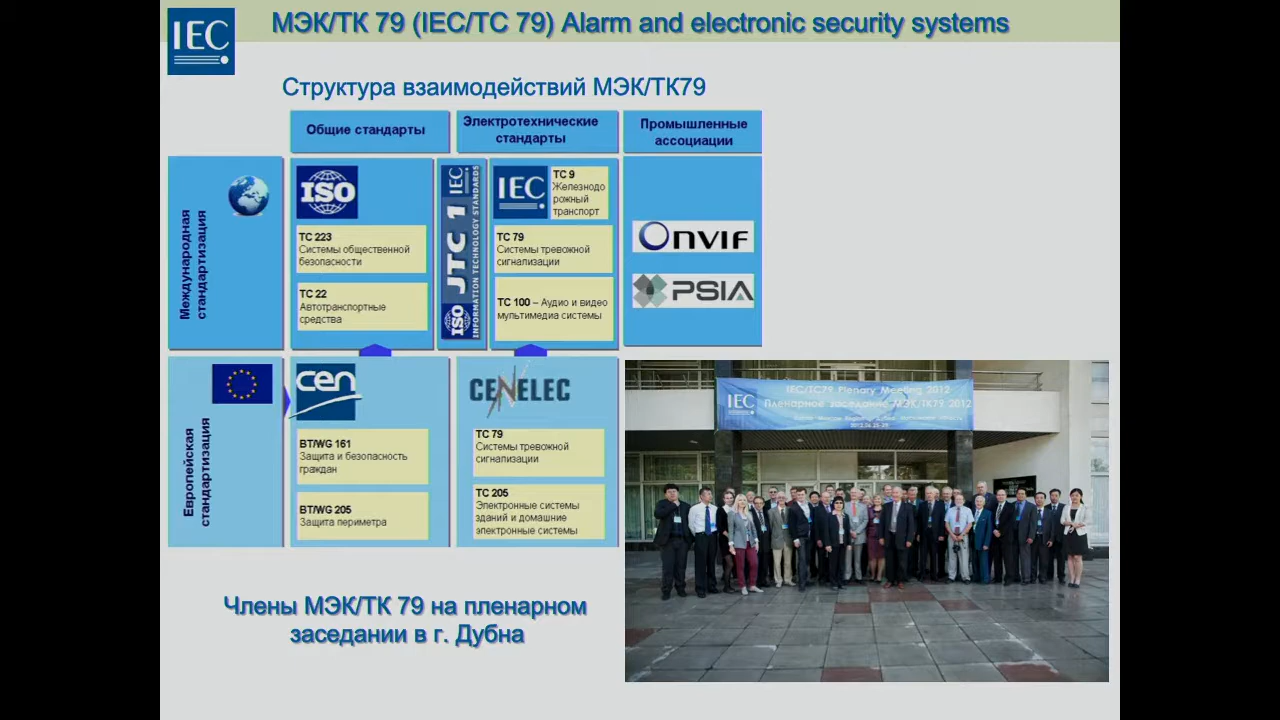 IEC
МЭК/ТК 79 (IEC/TC 79) Alarm and electronic security systems
Структура взаимодействий МЭК/ТК79
Общие стандарты
Электротехнические
стандарты
Промышленные
ассоциации
Международная
стандартизация
ISO
TC 223
Системы общественной
безопасности
TC 22
Автотранспортные
средства
ISO JTC 1 IEC
INFORMATION TECHNOLOGY STANDARDS
IEC
TC 9
Железнодо
рожный
транспорт
TC 79
Системы тревожной
сигнализации
TC 100 – Аудио и видео
мультимедиа системы
ONVIF
PSIA
Европейская
стандартизация
cen
BT/WG 161
Защита и безопасность
граждан
BT/WG 205
Защита периметра
CENELEC
TC 79
Системы тревожной
сигнализации
TC 205
Электронные системы
зданий и домашние
электронные системы
IEC
IEC/TC79 Plenary Meeting 2012
Пленарное заседание МЭК/ТК79 2012
Члены МЭК/ТК 79 на пленарном
заседании в г. Дубна